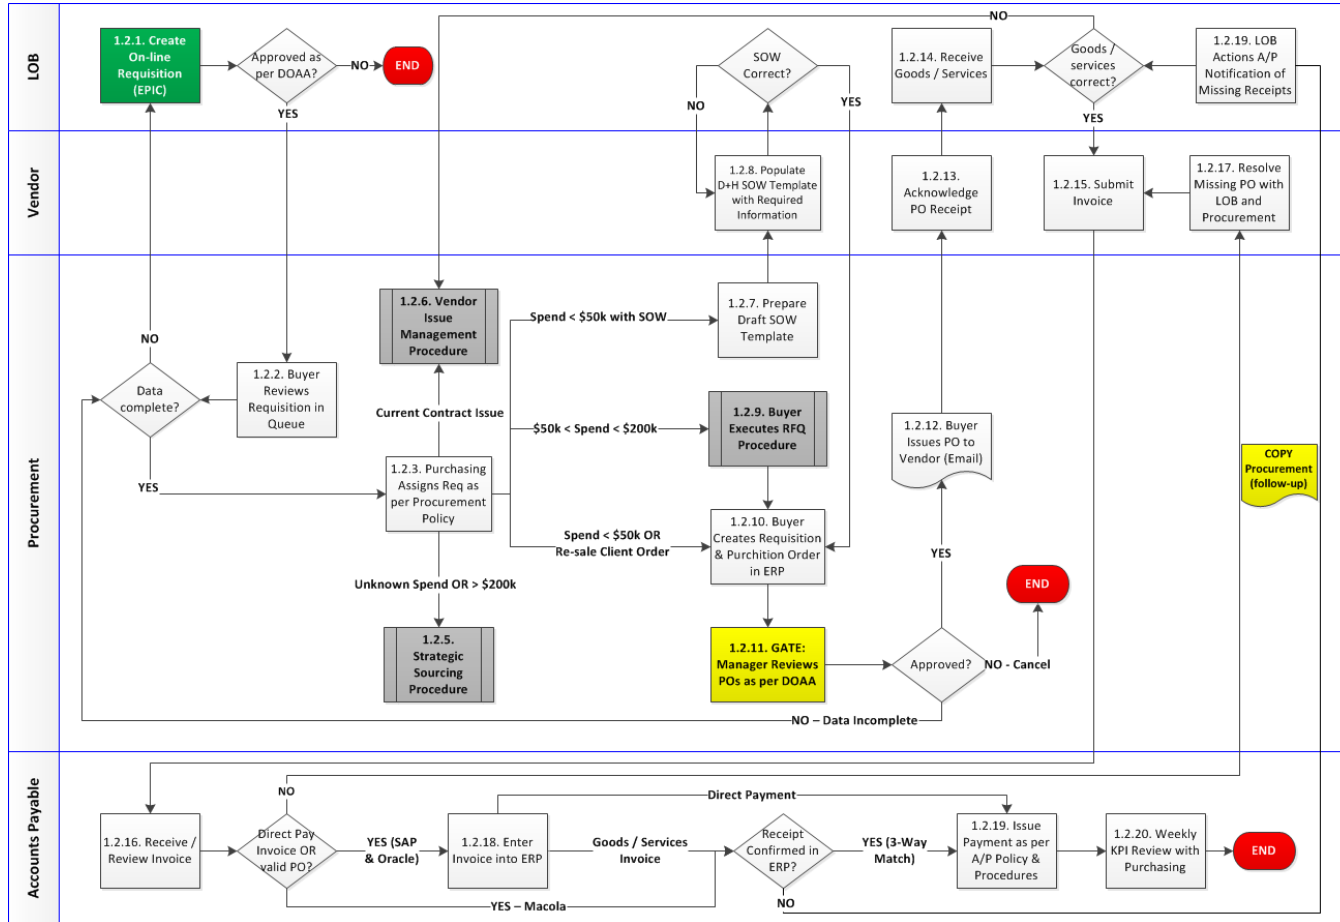 LOB
1.2.1. Create
On-line
Requisition
(EPIC)
Approved as
per DOAA?
NO
END
YES
SOW
Correct?
NO
YES
1.2.14. Receive
Goods / Services
NO
Goods /
services
correct?
YES
1.2.19. LOB
Actions A/P
Notification of
Missing Receipts
Vendor
1.2.8. Populate
D+H SOW Template
with Required
Information
1.2.13.
Acknowledge
PO Receipt
1.2.15. Submit
Invoice
1.2.17. Resolve
Missing PO with
LOB and
Procurement
Procurement
NO
Data
complete?
YES
1.2.2. Buyer
Reviews
Requisition in
Queue
1.2.6. Vendor
Issue
Management
Procedure
Current Contract Issue
1.2.3. Purchasing
Assigns Req as
per Procurement
Policy
Unknown Spend OR > $200k
1.2.5.
Strategic
Sourcing
Procedure
Spend < $50k with SOW
1.2.7. Prepare
Draft SOW
Template
$50k < Spend < $200k
1.2.9. Buyer
Executes RFQ
Procedure
Spend < $50k OR
Re-sale Client Order
1.2.10. Buyer
Creates Requisition
& Purchition Order
in ERP
1.2.11. GATE:
Manager Reviews
POs as per DOAA
1.2.12. Buyer
Issues PO to
Vendor (Email)
YES
Approved?
NO - Cancel
END
NO – Data Incomplete
COPY
Procurement
(follow-up)
Accounts Payable
1.2.16. Receive /
Review Invoice
NO
Direct Pay
Invoice OR
valid PO?
YES (SAP
& Oracle)
YES – Macola
1.2.18. Enter
Invoice into ERP
Direct Payment
Goods / Services
Invoice
Receipt
Confirmed in
ERP?
YES (3-Way
Match)
NO
1.2.19. Issue
Payment as per
A/P Policy &
Procedures
1.2.20. Weekly
KPI Review with
Purchasing
END